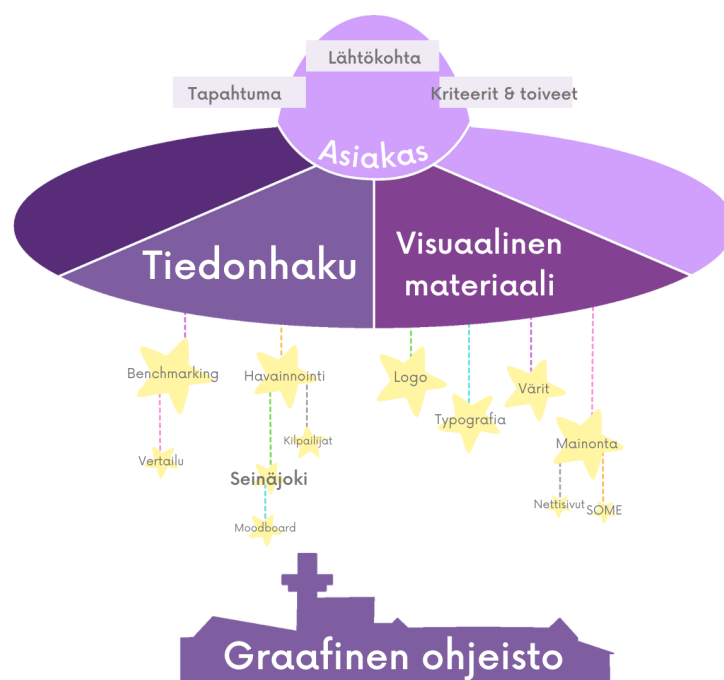 Lähtökohta
Tapahtuma
Kriteerit & toiveet
Asiakas
Tiedonhaku
Visuaalinen
materiaali
Benchmarking
Havainnointi
Logo
Värit
Typografia
Kilpailijat
Mainonta
Vertailu
Seinäjoki
Nettisivut
SOME
Moodboard
Graafinen ohjeisto